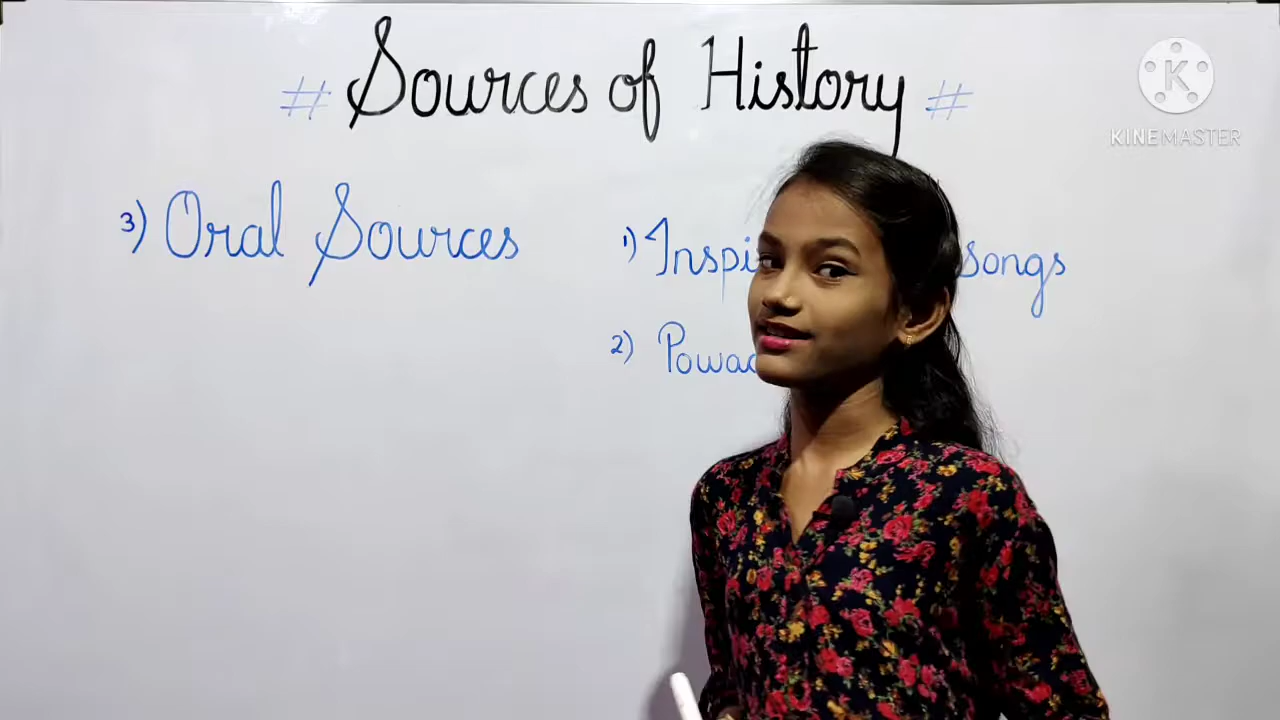 # Sources of History #
3) Oral Sources
1) Inspi songs
2) Powa
KINEMASTER